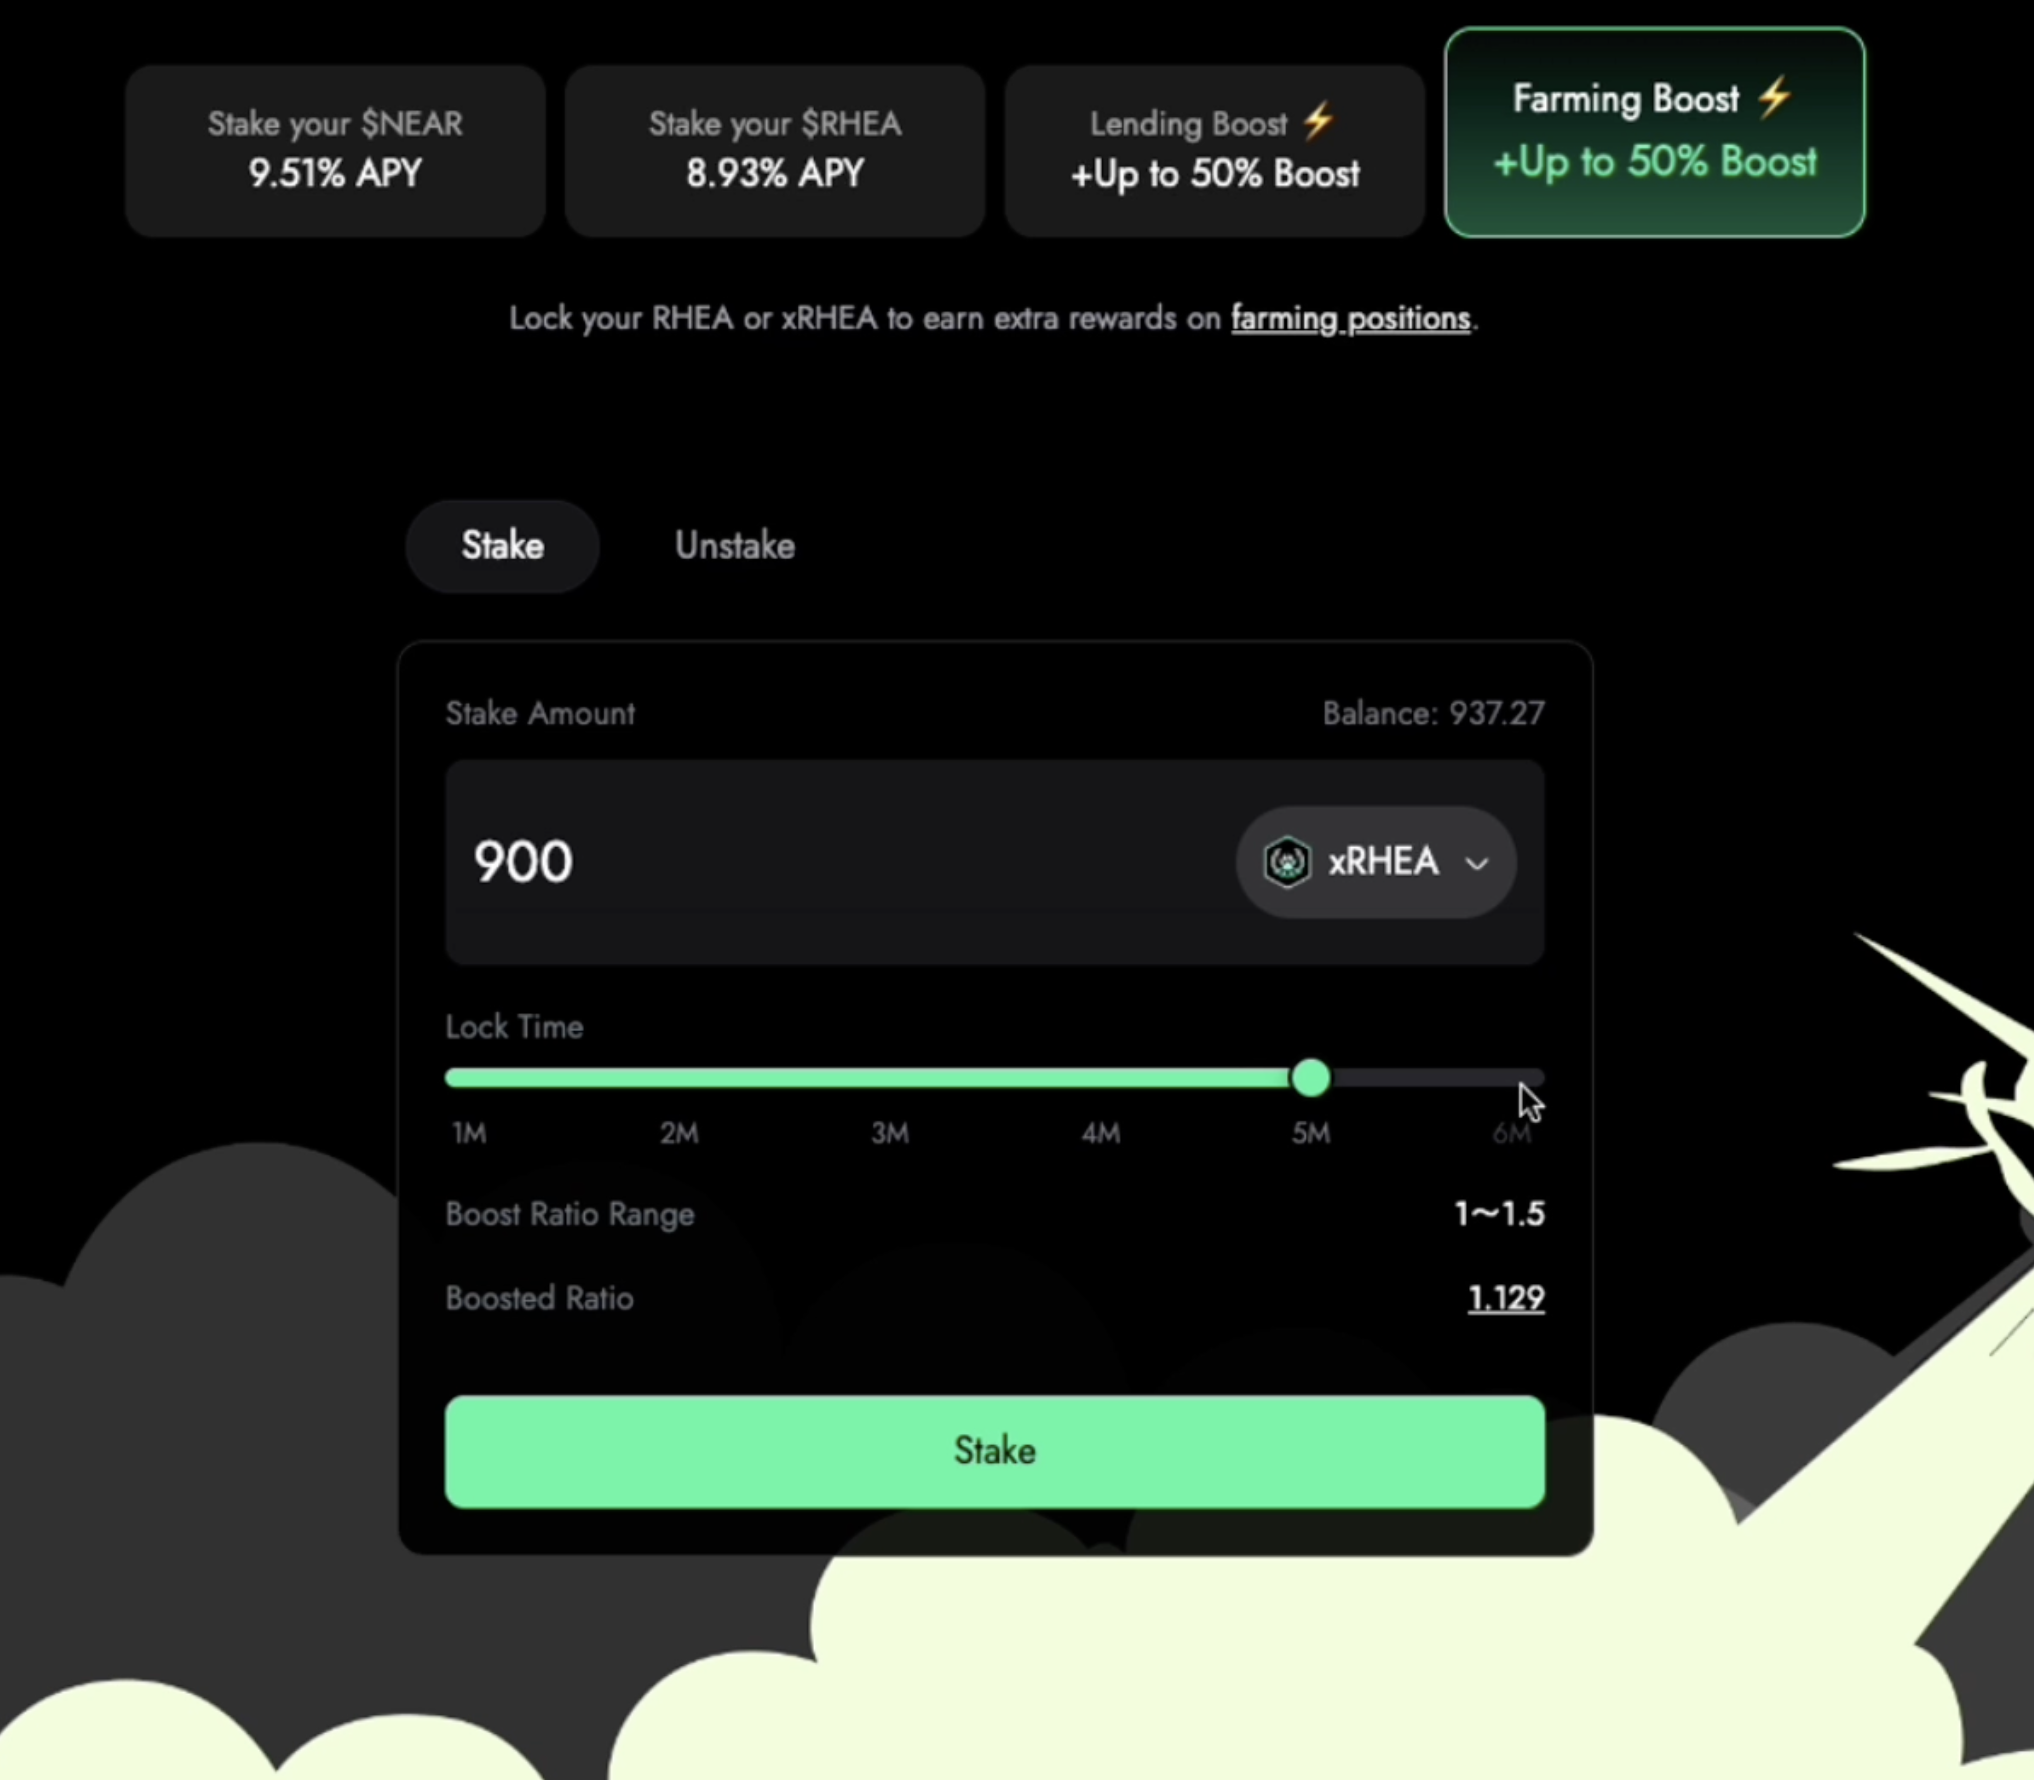 Stake your $NEAR
9.51% APY
Stake your $RHEA
8.93% APY
Lending Boost ⚡
+Up to 50% Boost
Farming Boost ⚡
+Up to 50% Boost
Lock your RHEA or xRHEA to earn extra rewards on farming positions.
Stake Unstake
Stake Amount Balance: 937.27
900 xRHEA
Lock Time
1M 2M 3M 4M 5M 6M
Boost Ratio Range 1~1.5
Boosted Ratio 1.129
Stake